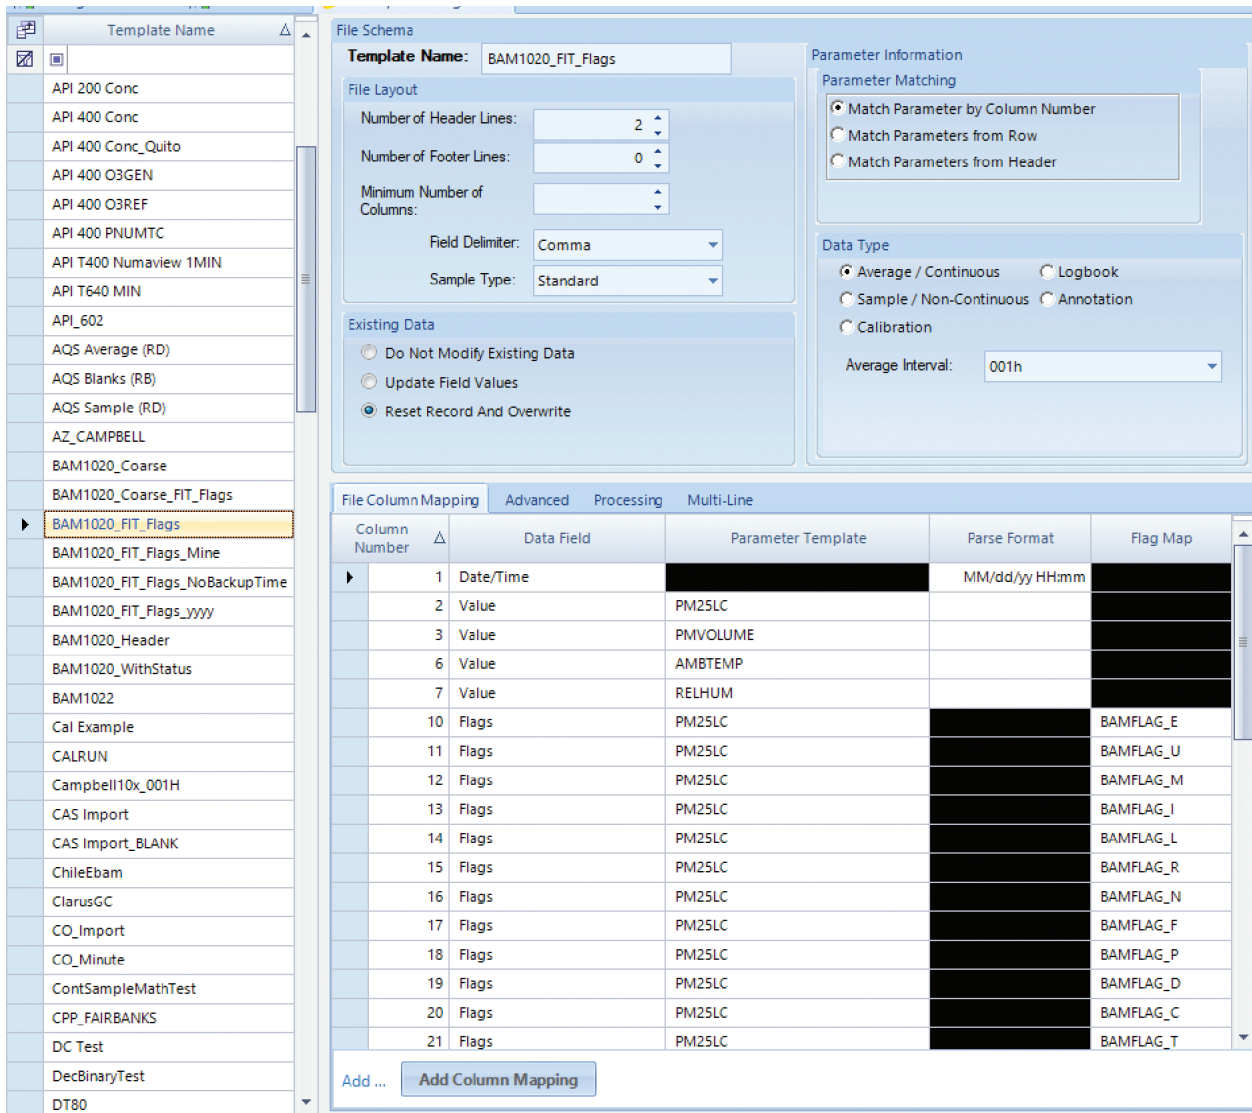 Template Name
API 200 Conc
API 400 Conc
API 400 Conc_Quito
API 400 O3GEN
API 400 O3REF
API 400 PNUMTC
API T400 Numaview 1MIN
API T640 MIN
API_602
AQS Average (RD)
AQS Blanks (RB)
AQS Sample (RD)
AZ_CAMPBELL
BAM1020_Coarse
BAM1020_Coarse_FIT_Flags
BAM1020_FIT_Flags
BAM1020_FIT_Flags_Mine
BAM1020_FIT_Flags_NoBackupTime
BAM1020_FIT_Flags_yyyy
BAM1020_Header
BAM1020_WithStatus
BAM1022
Cal Example
CALRUN
Campbell10x_001H
CAS Import
CAS Import_BLANK
ChileEbam
ClarusGC
CO_Import
CO_Minute
ContSampleMathTest
CPP_FAIRBANKS
DC Test
DecBinaryTest
DT80
File Schema
Template Name: BAM1020_FIT_Flags
File Layout
Number of Header Lines: 2
Number of Footer Lines: 0
Minimum Number of
Columns:
Field Delimiter: Comma
Sample Type: Standard
Existing Data
Do Not Modify Existing Data
Update Field Values
Reset Record And Overwrite
Parameter Information
Parameter Matching
Match Parameter by Column Number
Match Parameters from Row
Match Parameters from Header
Data Type
Average / Continuous Logbook
Sample / Non-Continuous Annotation
Calibration
Average Interval: 001h
File Column Mapping Advanced Processing Multi-Line
Column
Number Data Field Parameter Template Parse Format Flag Map
1 Date/Time MM/dd/yy HH:mm
2 Value PM25LC
3 Value PMVOLUME
6 Value AMBTEMP
7 Value RELHUM
10 Flags PM25LC BAMFLAG_E
11 Flags PM25LC BAMFLAG_U
12 Flags PM25LC BAMFLAG_M
13 Flags PM25LC BAMFLAG_I
14 Flags PM25LC BAMFLAG_L
15 Flags PM25LC BAMFLAG_R
16 Flags PM25LC BAMFLAG_N
17 Flags PM25LC BAMFLAG_F
18 Flags PM25LC BAMFLAG_P
19 Flags PM25LC BAMFLAG_D
20 Flags PM25LC BAMFLAG_C
21 Flags PM25LC BAMFLAG_T
Add ... Add Column Mapping